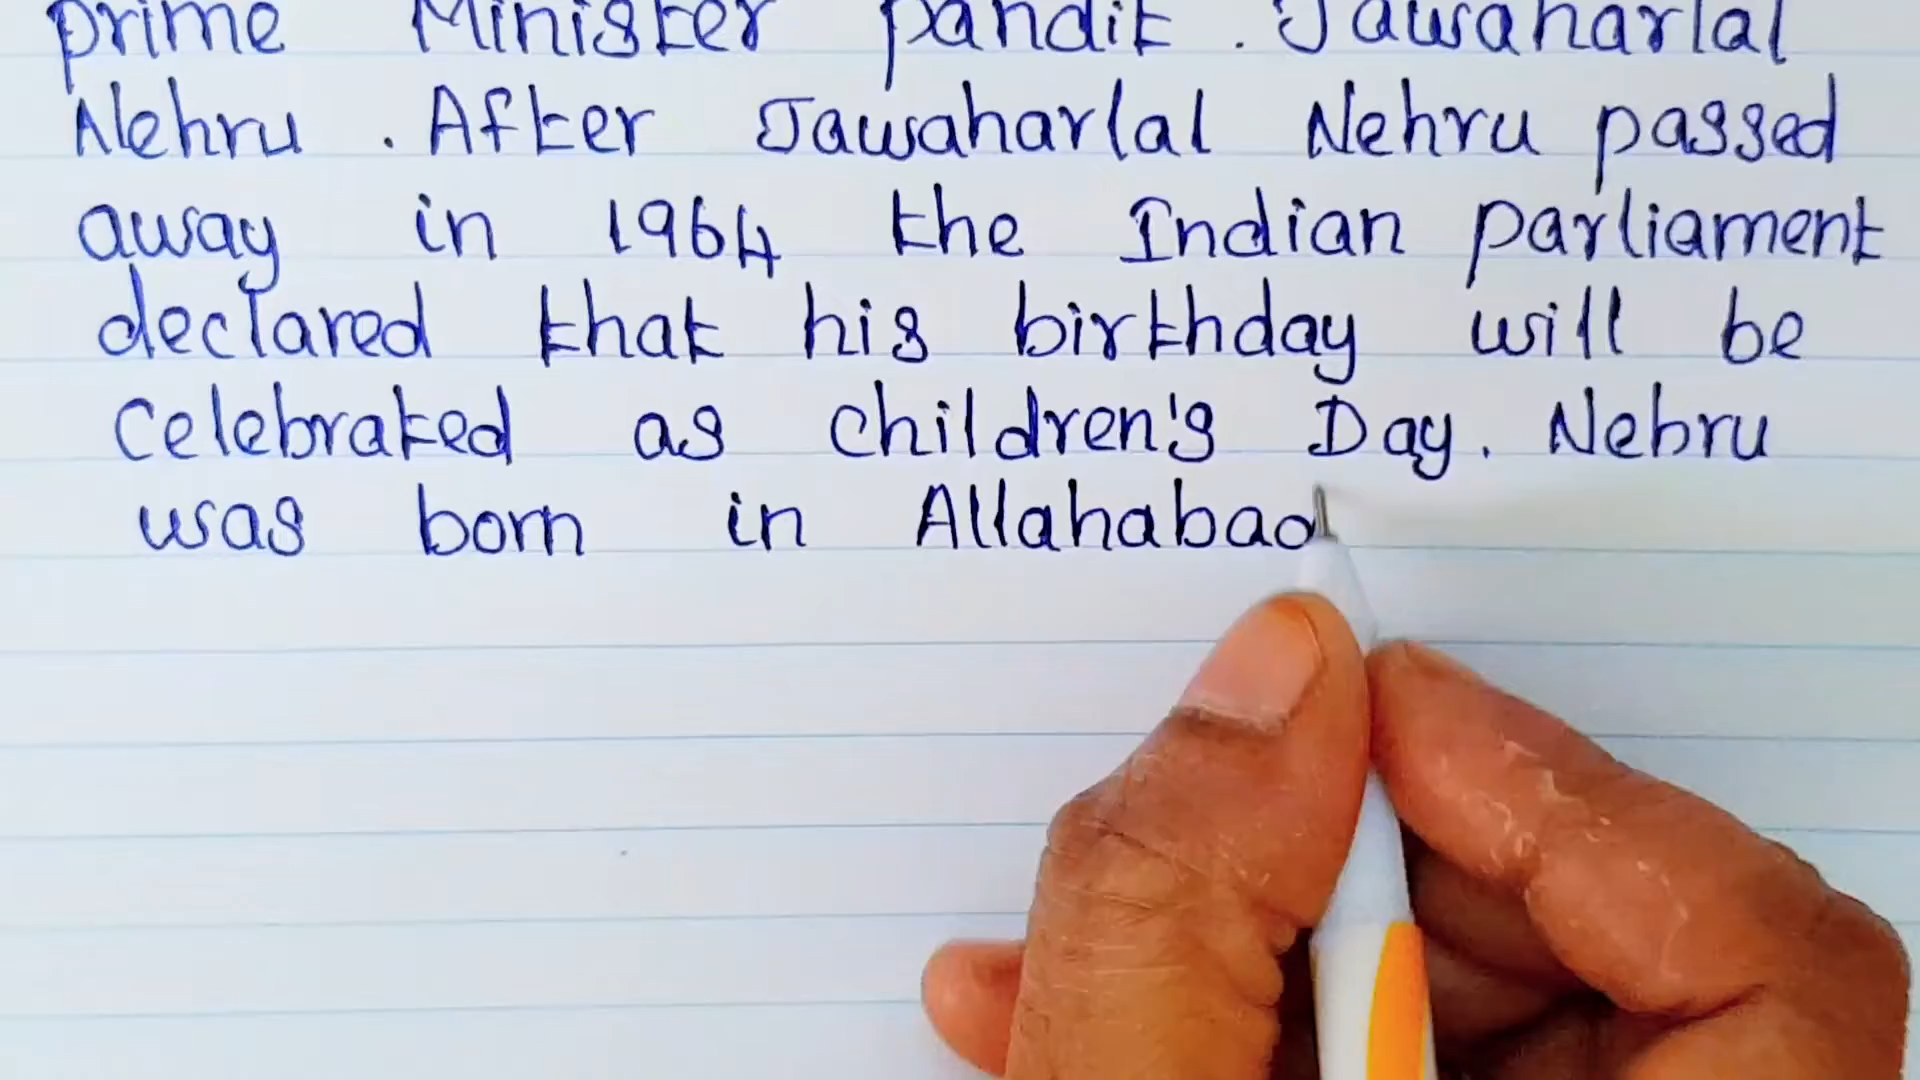 prime Minister pandit . Jawaharlal
Nehru . After Jawaharlal Nehru passed
away in 1964 the Indian parliament
declared that his birthday will be
celebrated as children's Day. Nehru
was born in Allahabad